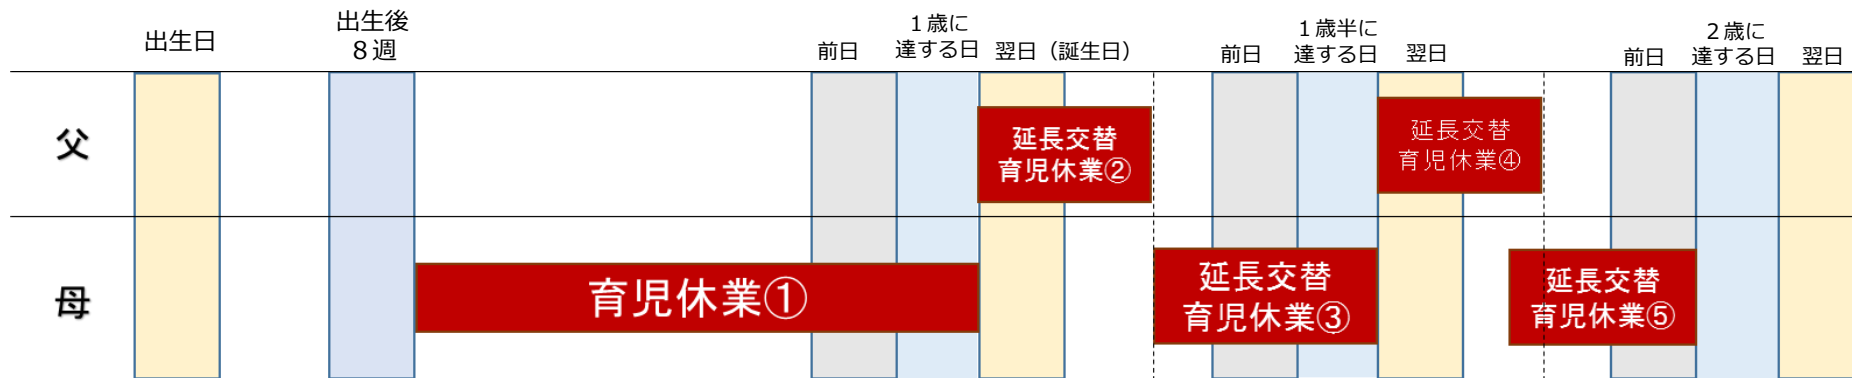 出生日
出生後
８週
前日
１歳に
達する日
翌日（誕生日）
前日
１歳半に
達する日
翌日
前日
２歳に
達する日
翌日
父
延長交替
育児休業②
延長交替
育児休業④
母
育児休業①
延長交替
育児休業③
延長交替
育児休業⑤